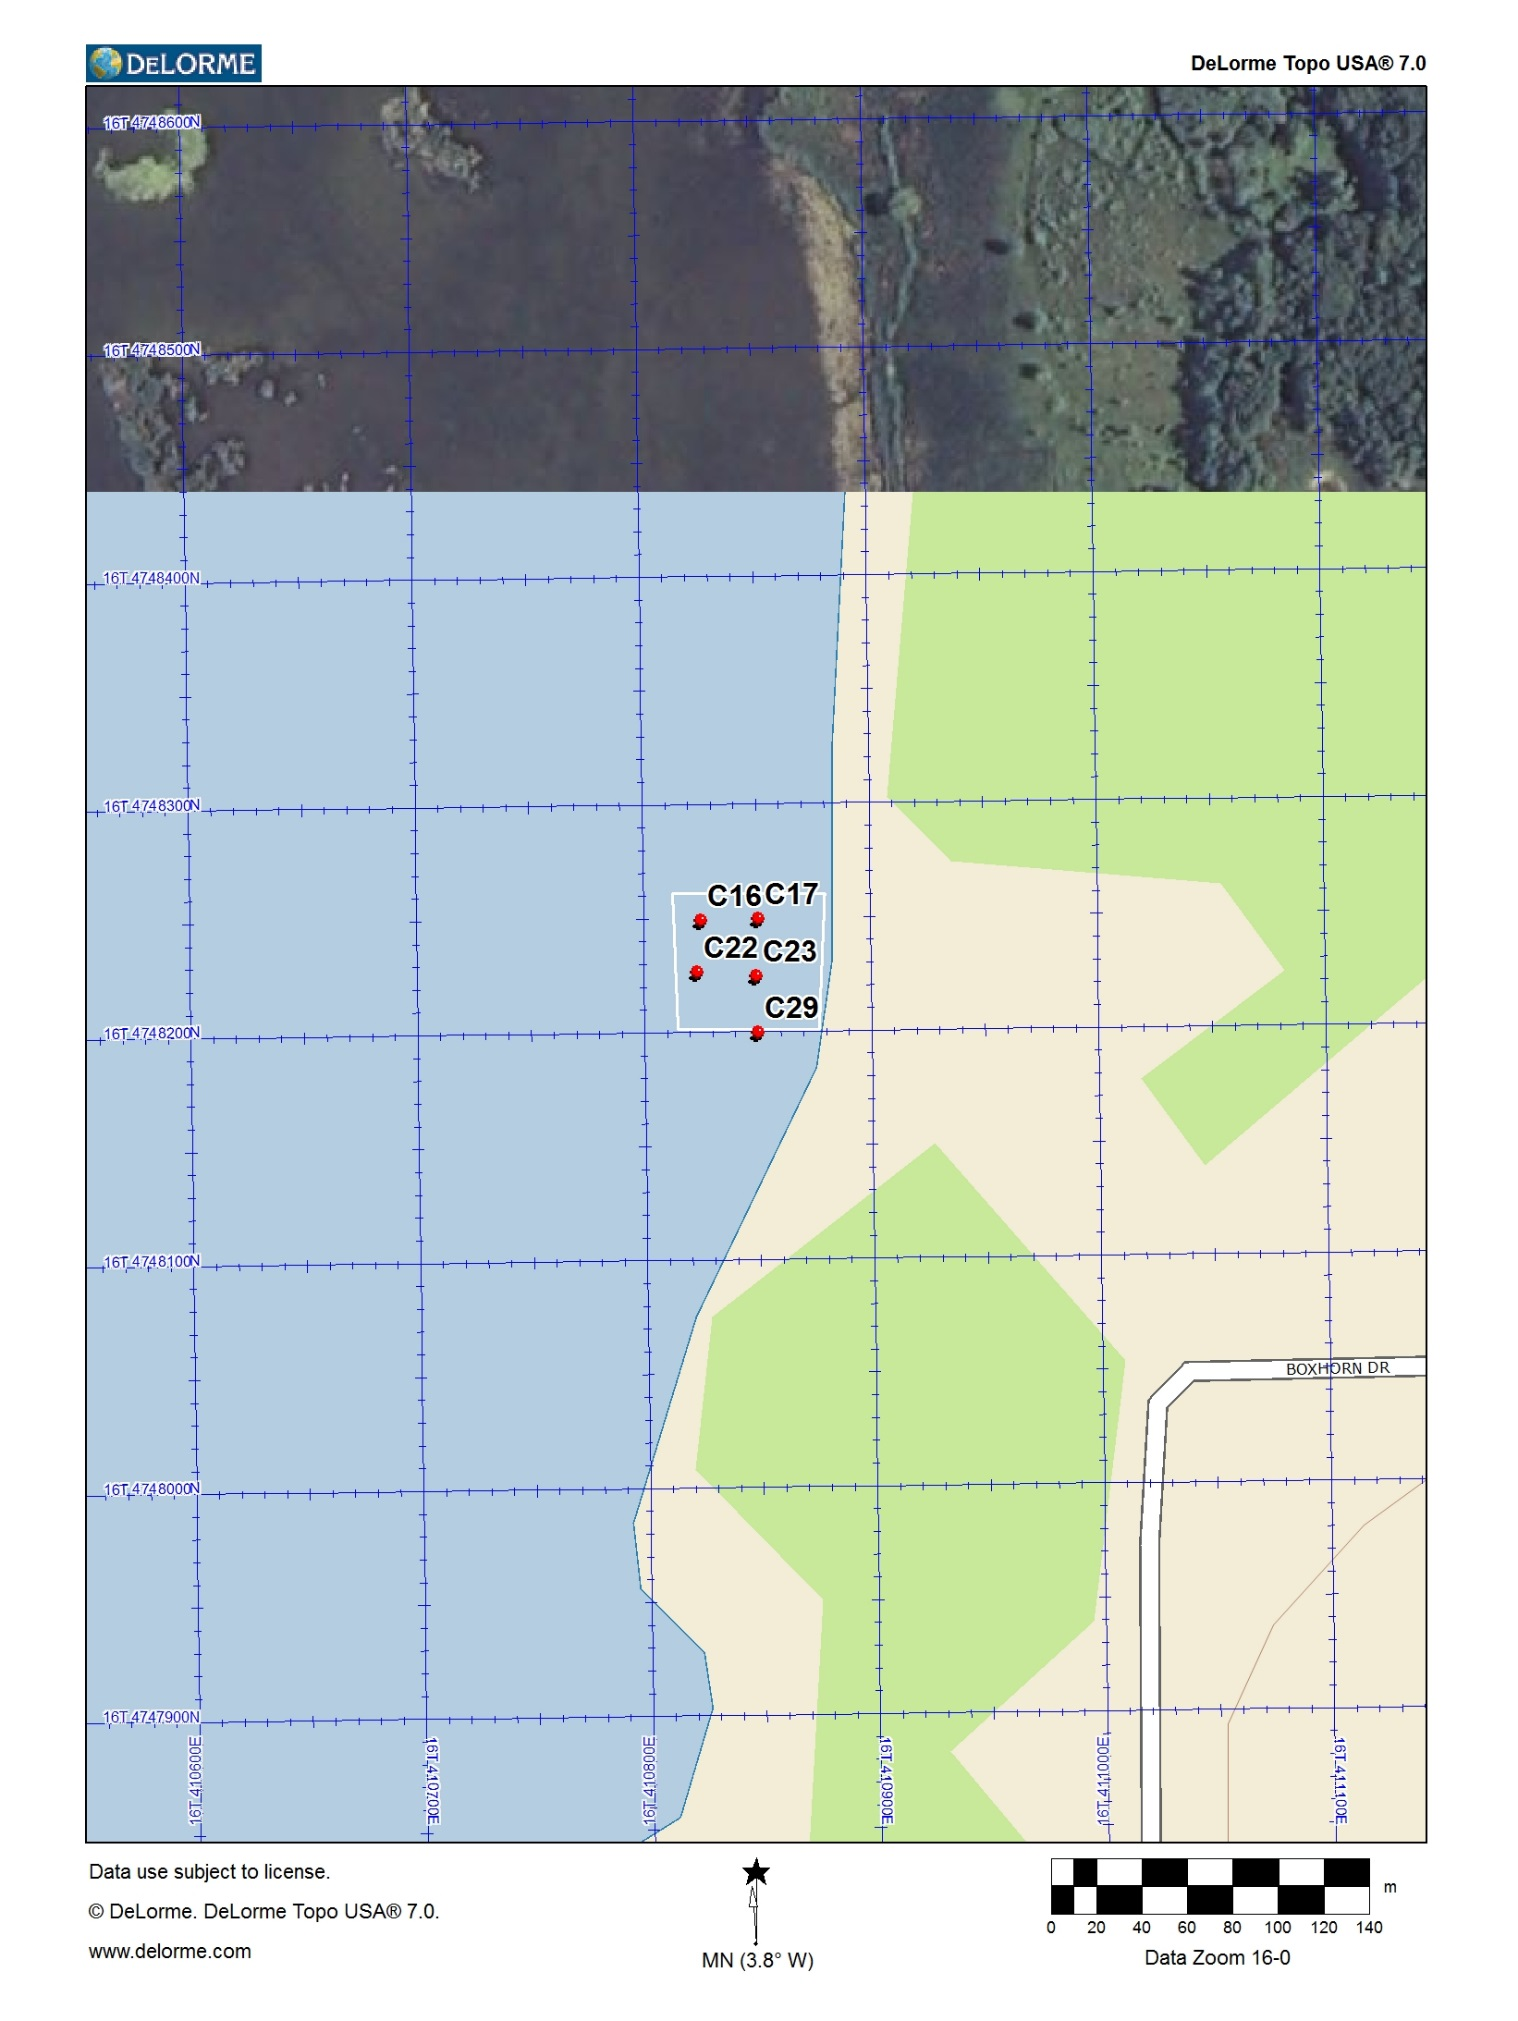 DELORME
DeLorme Topo USA® 7.0
16T 4748600N
16T 4748500N
16T 4748400N
16T 4748300N
C16 C17
C22 C23
C29
16T 4748200N
16T 4748100N
BOXHORN DR
16T 4748000N
16T 4747900N
16T 410600E
16T 410700E
16T 410800E
16T 410900E
16T 411000E
16T 411100E
Data use subject to license.
© DeLorme. DeLorme Topo USA® 7.0.
www.delorme.com
MN (3.8° W)
m
0 20 40 60 80 100 120 140
Data Zoom 16-0